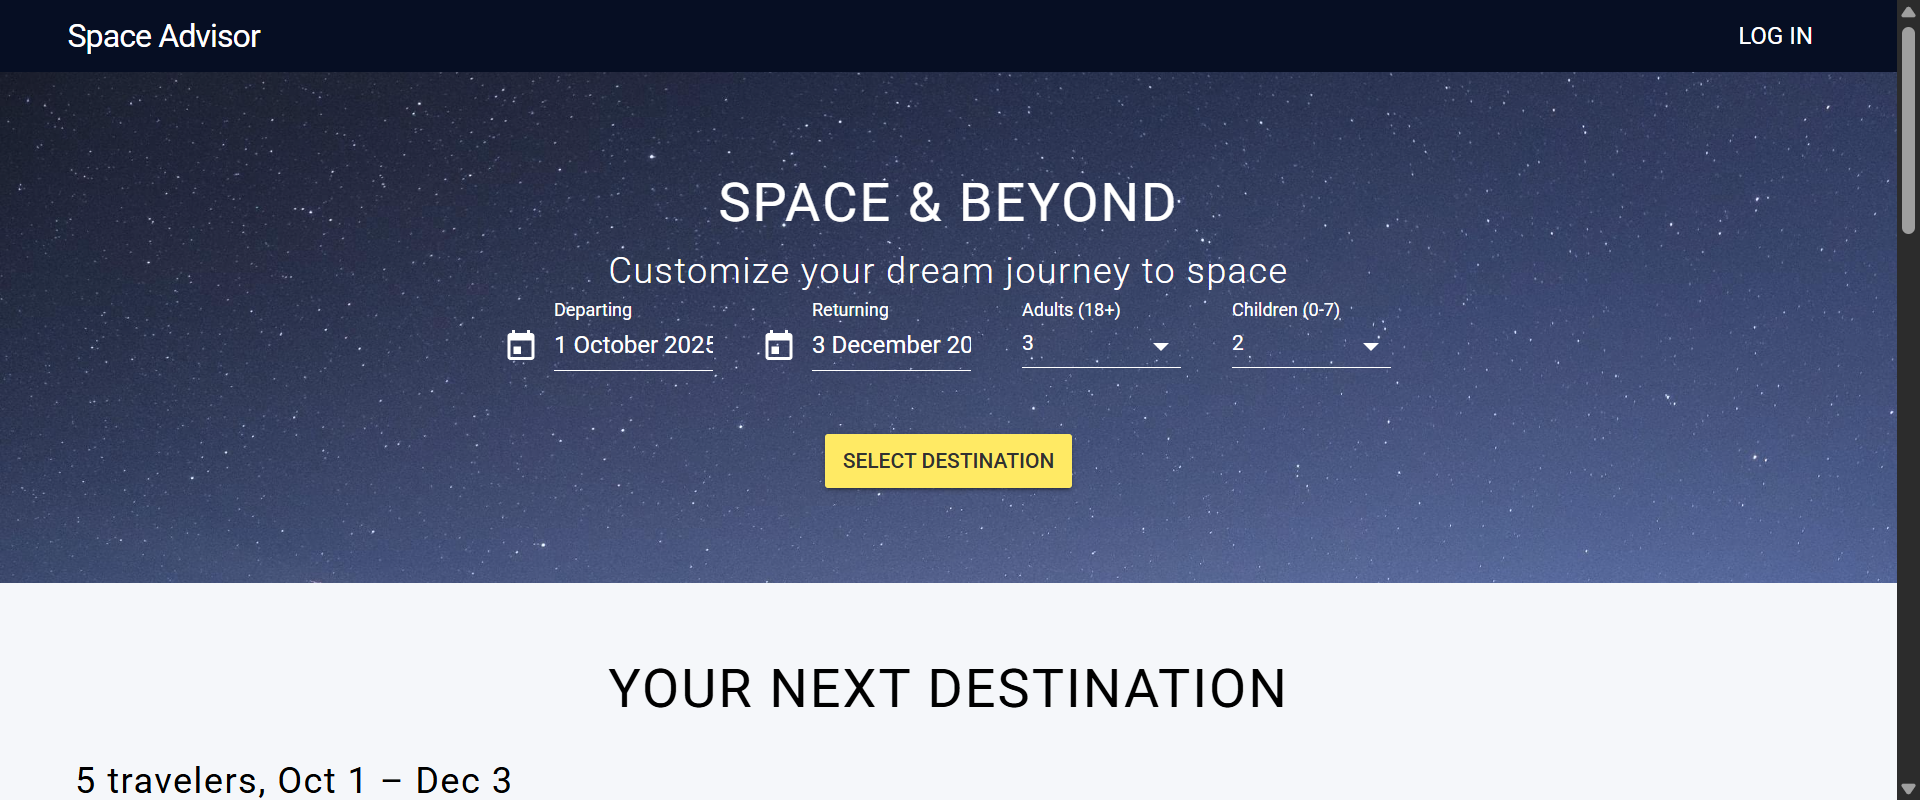 Space Advisor
LOG IN
SPACE & BEYOND
Customize your dream journey to space
Departing
1 October 2025
Returning
3 December 20
Adults (18+)
3
Children (0-7)
2
SELECT DESTINATION
YOUR NEXT DESTINATION
5 travelers, Oct 1 – Dec 3